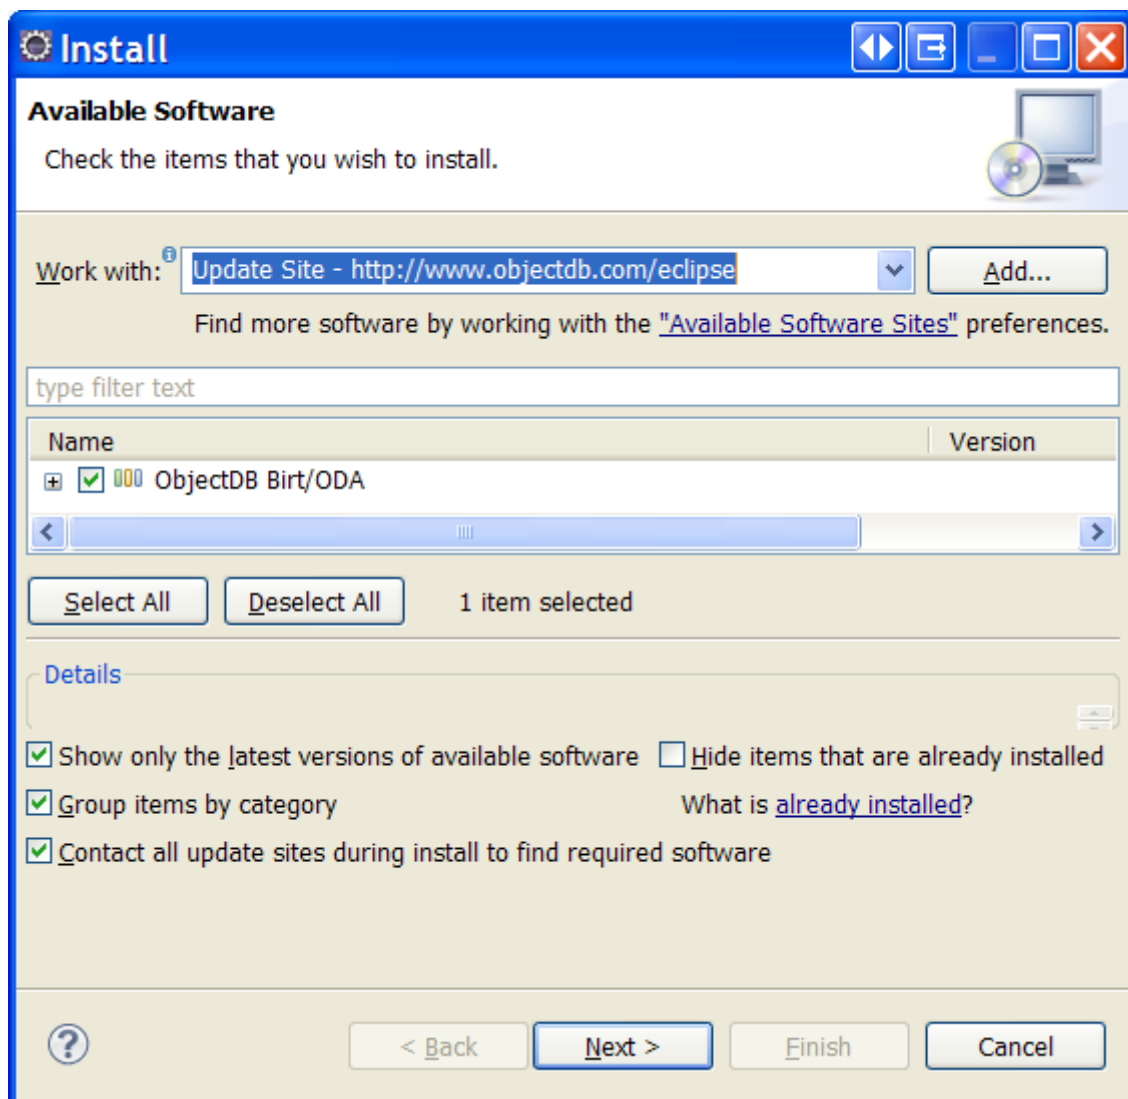 Install
Available Software
Check the items that you wish to install.
Work with: Update Site - http://www.objectdb.com/eclipse Add...
Find more software by working with the "Available Software Sites" preferences.
type filter text
Name Version
ObjectDB Birt/ODA
Select All Deselect All 1 item selected
Details
Show only the latest versions of available software Hide items that are already installed
Group items by category What is already installed?
Contact all update sites during install to find required software
< Back Next > Finish Cancel